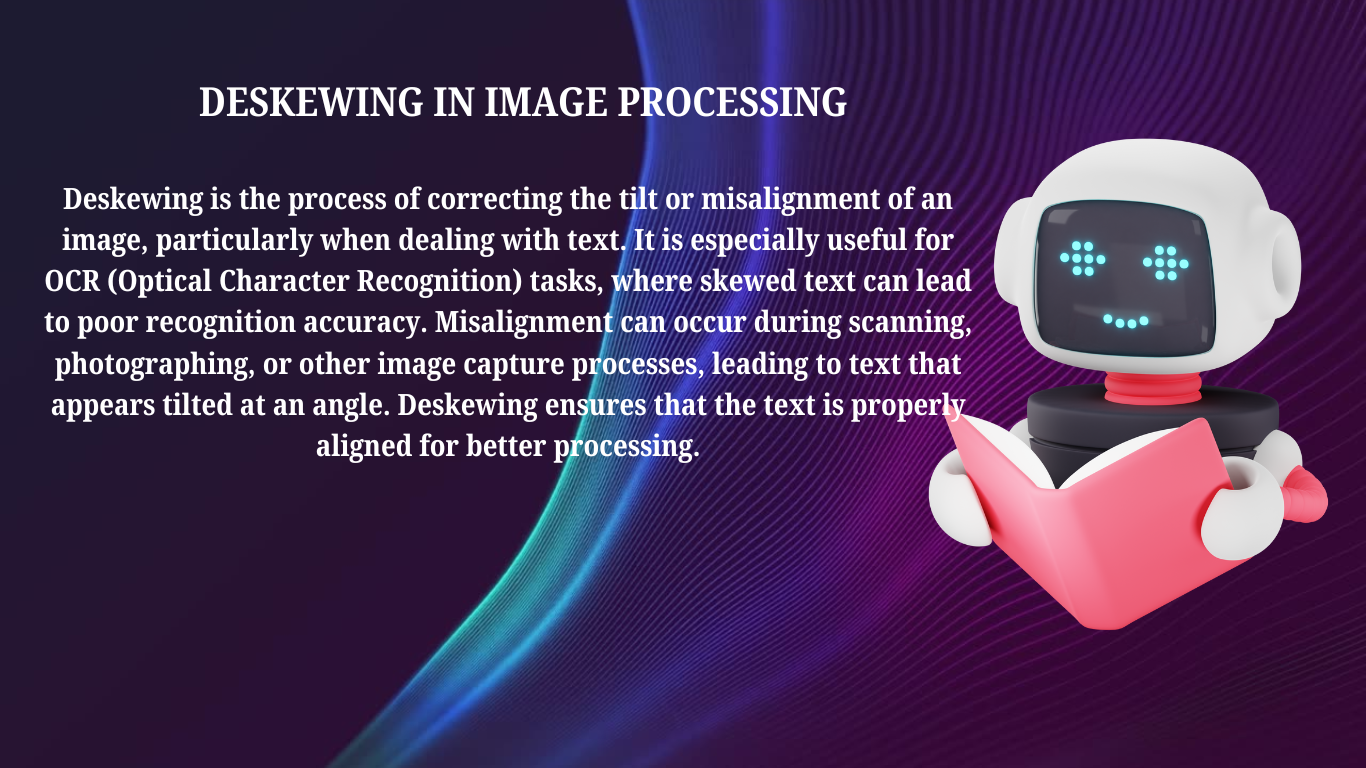 DESKEWING IN IMAGE PROCESSING
Deskewing is the process of correcting the tilt or misalignment of an
image, particularly when dealing with text. It is especially useful for
OCR (Optical Character Recognition) tasks, where skewed text can lead
to poor recognition accuracy. Misalignment can occur during scanning,
photographing, or other image capture processes, leading to text that
appears tilted at an angle. Deskewing ensures that the text is properly
aligned for better processing.